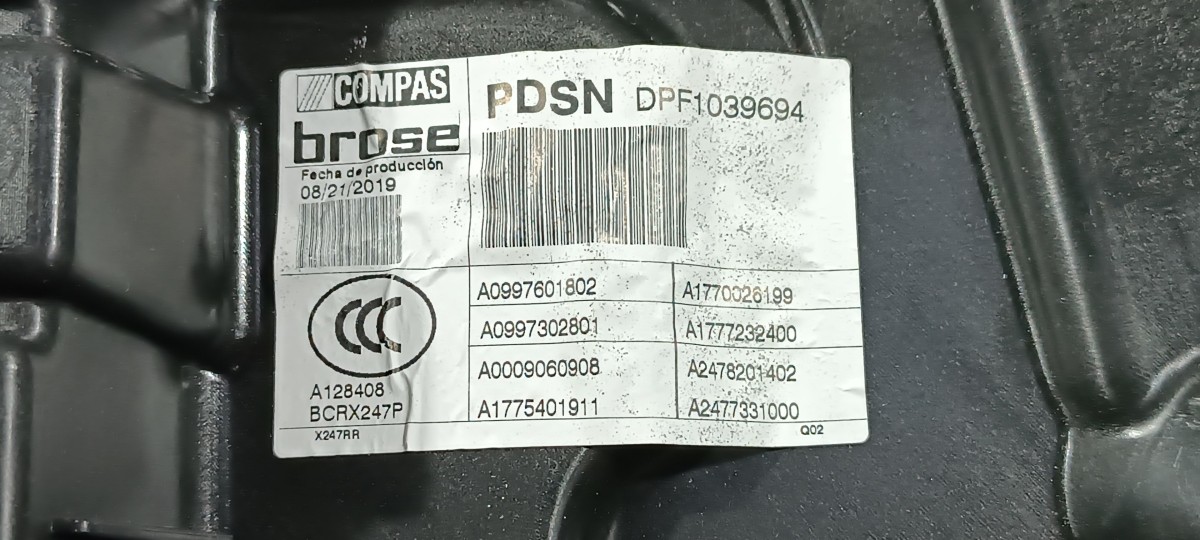 COMPAS
brose
Fecha de producción
08/21/2019
PDSN DPF1039694
CCC
A128408
BCRX247P
X247RR
A0997601802 A1770026199
A0997302801 A1777232400
A0009060908 A2478201402
A1775401911 A2477331000
Q02